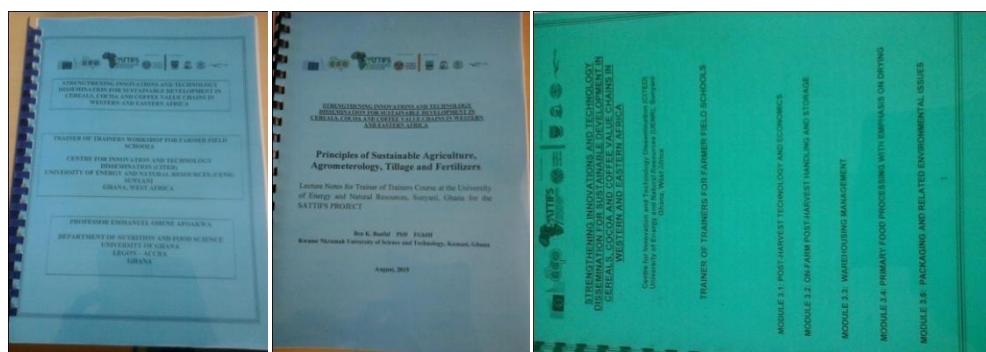 SATTIFS
STRENGTHENING INNOVATIONS AND TECHNOLOGY
DISSEMINATION FOR SUSTAINABLE DEVELOPMENT IN
CEREALS, COCOA AND COFFEE VALUE CHAINS IN
WESTERN AND EASTERN AFRICA
TRAINER OF TRAINERS WORKSHOP FOR FARMER FIELD
SCHOOLS
CENTRE FOR INNOVATION AND TECHNOLOGY
DISSEMINATION (CITED)
UNIVERSITY OF ENERGY AND NATURAL RESOURCES
SUNYANI
GHANA, WEST AFRICA
PROFESSOR EMMANUEL OHENE AFOAKWA
DEPARTMENT OF NUTRITION AND FOOD SCIENCE
UNIVERSITY OF GHANA
LEGON – ACCRA
GHANA
SATTIFS
STRENGTHENING INNOVATIONS AND TECHNOLOGY
DISSEMINATION FOR SUSTAINABLE DEVELOPMENT IN
CEREALS, COCOA AND COFFEE VALUE CHAINS IN WESTERN
AND EASTERN AFRICA
Principles of Sustainable Agriculture,
Agrometerology, Tillage and Fertilizers
Lecture Notes for Trainer of Trainers Course at the University
of Energy and Natural Resources, Sunyani, Ghana for the
SATTIFS PROJECT
Ben K.
Kwame Nkrumah University of Science and Technology, Kumasi, Ghana
August, 2015
SATTIFS
STRENGTHENING INNOVATIONS AND TECHNOLOGY
DISSEMINATION FOR SUSTAINABLE DEVELOPMENT IN
CEREALS, COCOA AND COFFEE VALUE CHAINS IN
WESTERN AND EASTERN AFRICA
Centre for Innovation and Technology Dissemination (CITED)
University of Energy and Natural Resources (UENR), Sunyani
Ghana, West Africa
TRAINER OF TRAINERS FOR FARMER FIELD SCHOOLS
MODULE 3.1: POST-HARVEST TECHNOLOGY AND ECONOMICS
MODULE 3.2: ON-FARM POST-HARVEST HANDLING AND STORAGE
MODULE 3.3: WAREHOUSING MANAGEMENT
MODULE 3.4: PRIMARY FOOD PROCESSING WITH EMPHASIS ON DRYING
MODULE 3.6: PACKAGING AND RELATED ENVIRONMENTAL ISSUES